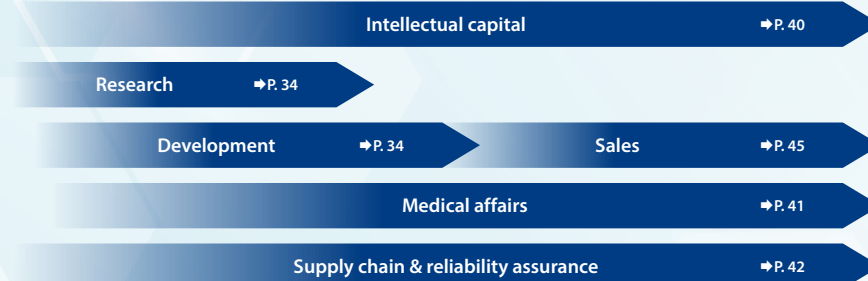 Intellectual capital ➡P. 40
Research ➡P. 34
Development ➡P. 34 Sales ➡P. 45
Medical affairs ➡P. 41
Supply chain & reliability assurance ➡P. 42